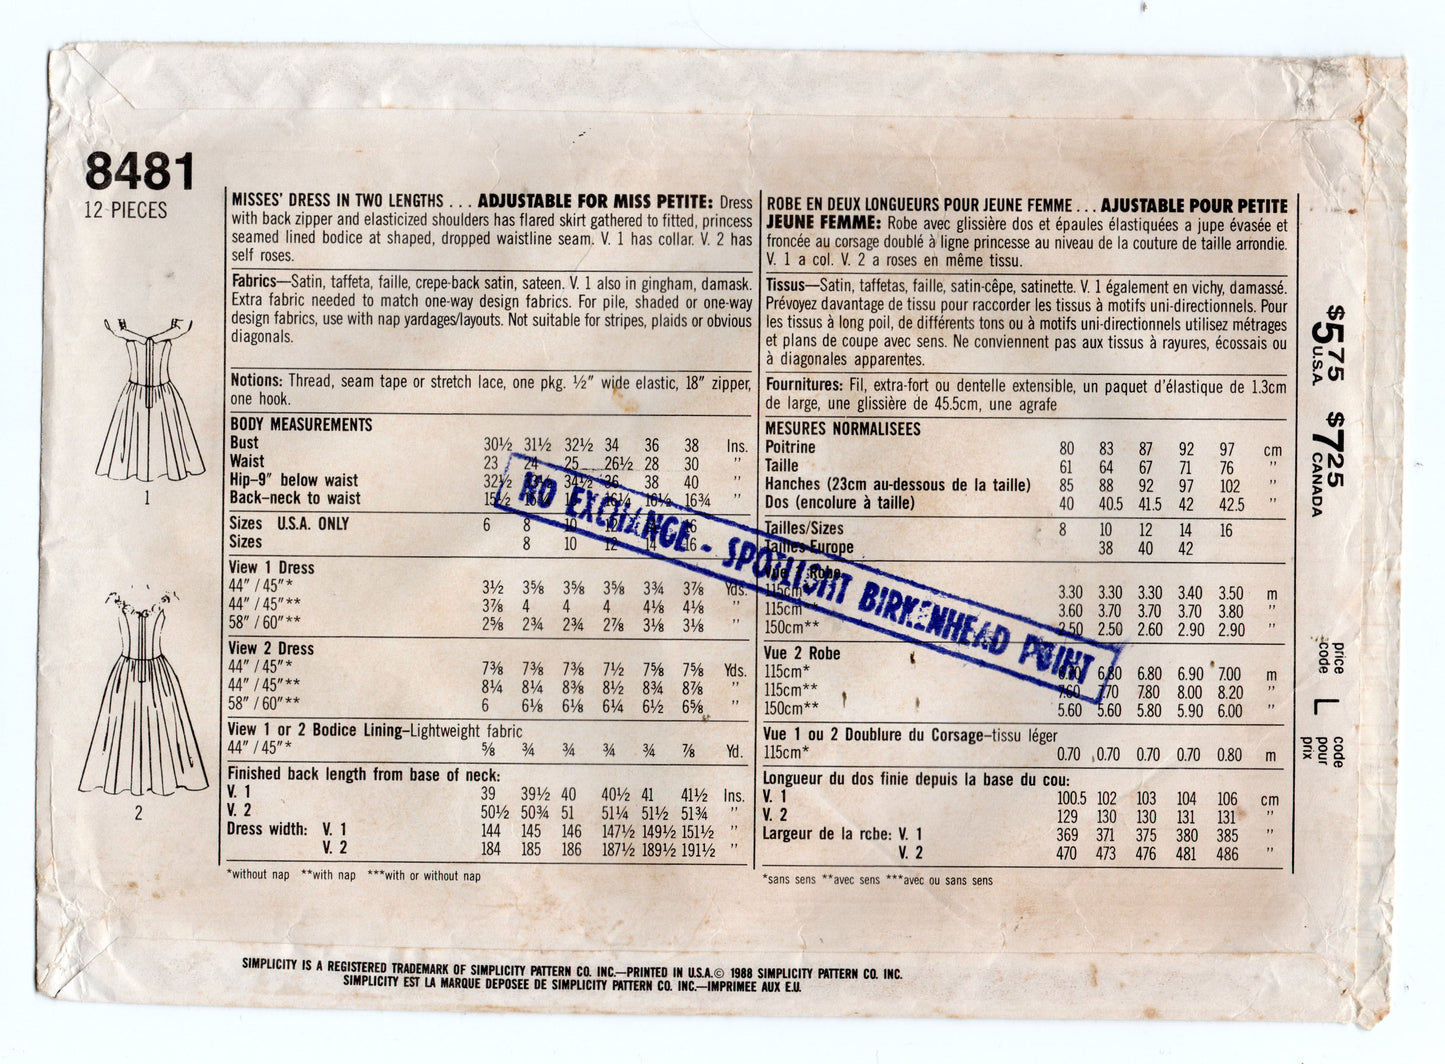 8481
12 PIECES
MISSES' DRESS IN TWO LENGTHS . . . ADJUSTABLE FOR MISS PETITE: Dress
with back zipper and elasticized shoulders has flared skirt gathered to fitted, princess
seamed lined bodice at shaped, dropped waistline seam. V. 1 has collar. V. 2 has
self roses.
Fabrics—Satin, taffeta, faille, crepe-back satin, sateen. V. 1 also in gingham, damask.
Extra fabric needed to match one-way design fabrics. For pile, shaded or one-way
design fabrics, use with nap yardages/layouts. Not suitable for stripes, plaids or obvious
diagonals.
Notions: Thread, seam tape or stretch lace, one pkg. ½" wide elastic, 18" zipper,
one hook.
BODY MEASUREMENTS
Bust 30½ 31½ 32½ 34 36 38 Ins.
Waist 23 24 25 26½ 28 30 "
Hip–9" below waist 32½ 33½ 34½ 36 38 40 "
Back–neck to waist 15½ 16¼ 16½ 16¾ "
Sizes U.S.A. ONLY 6 8 10 12 14 16
Sizes 8 10 12 14 16
View 1 Dress
44" /45"* 3½ 3⅝ 3⅝ 3⅝ 3¾ 3⅞ Yds.
44" /45"** 3⅞ 4 4 4 4⅛ 4⅛ "
58" /60"** 2⅝ 2¾ 2¾ 2⅞ 3⅛ 3⅛ "
View 2 Dress
44" /45"* 7⅜ 7⅜ 7⅜ 7½ 7⅝ 7⅝ Yds.
44" /45"** 8¼ 8¼ 8⅜ 8½ 8¾ 8⅞ "
58" /60"** 6 6⅛ 6⅛ 6¼ 6½ 6⅝ "
View 1 or 2 Bodice Lining–Lightweight fabric
44" /45"* ⅝ ¾ ¾ ¾ ¾ ⅞ Yd.
Finished back length from base of neck:
V. 1 39 39½ 40 40½ 41 41½ Ins.
V. 2 50½ 50¾ 51 51¼ 51½ 51¾ "
Dress width: V. 1 144 145 146 147½ 149½ 151½ "
V. 2 184 185 186 187½ 189½ 191½ "
*without nap **with nap ***with or without nap
ROBE EN DEUX LONGUEURS POUR JEUNE FEMME . . . AJUSTABLE POUR PETITE
JEUNE FEMME: Robe avec glissière dos et épaules élastiquées a jupe évasée et
froncée au corsage doublé à ligne princesse au niveau de la couture de taille arrondie.
V. 1 a col. V. 2 a roses en même tissu.
Tissus—Satin, taffetas, faille, satin-cêpe, satinette. V. 1 également en vichy, damassé.
Prévoyez davantage de tissu pour raccorder les tissus à motifs uni-directionnels. Pour
les tissus à long poil, de différents tons ou à motifs uni-directionnels utilisez métrages
et plans de coupe avec sens. Ne conviennent pas aux tissus à rayures, écossais ou
à diagonales apparentes.
Fournitures: Fil, extra-fort ou dentelle extensible, un paquet d'élastique de 1.3cm
de large, une glissière de 45.5cm, une agrafe
MESURES NORMALISEES
Poitrine 80 83 87 92 97 cm
Taille 61 64 67 71 76 "
Hanches (23cm au-dessous de la taille) 85 88 92 97 102 "
Dos (encolure à taille) 40 40.5 41.5 42 42.5 "
Tailles/Sizes 8 10 12 14 16
Tailles Europe 38 40 42
Vue 1 Robe
115cm* 3.30 3.30 3.30 3.40 3.50 m
115cm** 3.60 3.70 3.70 3.70 3.80 "
150cm** 2.50 2.50 2.60 2.90 2.90 "
Vue 2 Robe
115cm* 6.80 6.80 6.90 7.00 m
115cm** 7.60 7.70 7.80 8.00 8.20 "
150cm** 5.60 5.60 5.80 5.90 6.00 "
Vue 1 ou 2 Doublure du Corsage–tissu léger
115cm* 0.70 0.70 0.70 0.70 0.80 m
Longueur du dos finie depuis la base du cou:
V. 1 100.5 102 103 104 106 cm
V. 2 129 130 130 131 131 "
Largeur de la robe: V. 1 369 371 375 380 385 "
V. 2 470 473 476 481 486 "
*sans sens **avec sens ***avec ou sans sens
NO EXCHANGE - SPOTLIGHT BIRKENHEAD POINT
1
2
$5.75 U.S.A.
$7.25 CANADA
price code L code pour prix
SIMPLICITY IS A REGISTERED TRADEMARK OF SIMPLICITY PATTERN CO. INC.—PRINTED IN U.S.A.© 1988 SIMPLICITY PATTERN CO. INC.
SIMPLICITY EST LA MARQUE DEPOSEE DE SIMPLICITY PATTERN CO. INC.—IMPRIMEE AUX E.U.